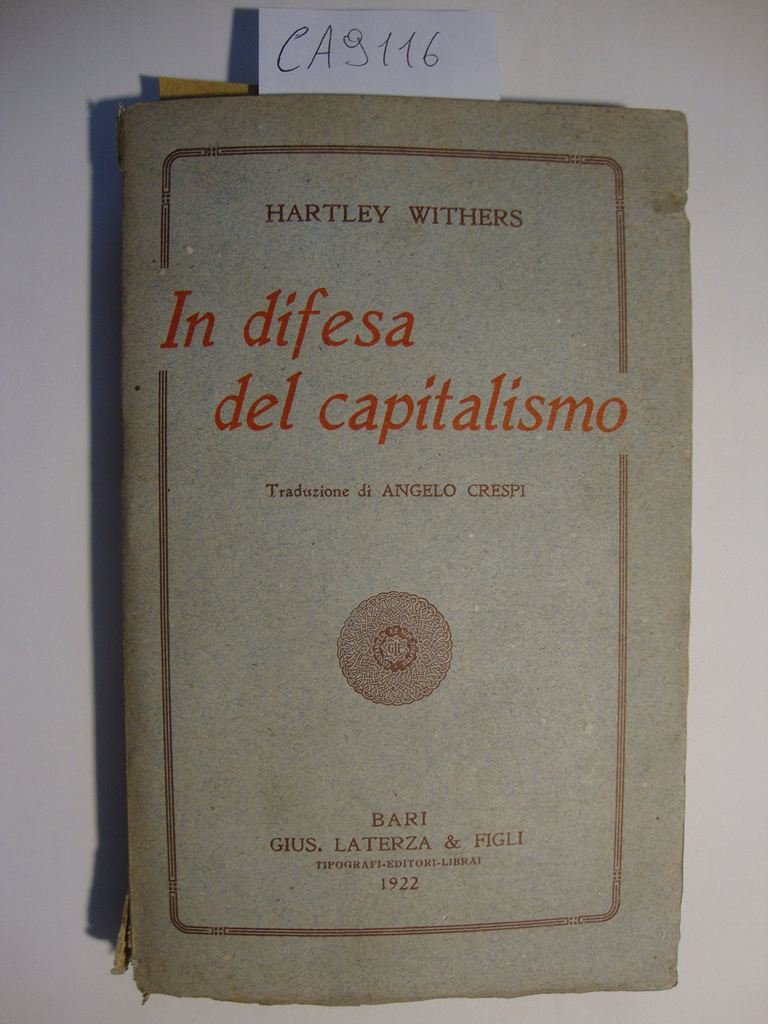 CA9116
HARTLEY WITHERS
In difesa
del capitalismo
Traduzione di ANGELO CRESPI
BARI
GIUS. LATERZA & FIGLI
TIPOGRAFI-EDITORI-LIBRAI
1922